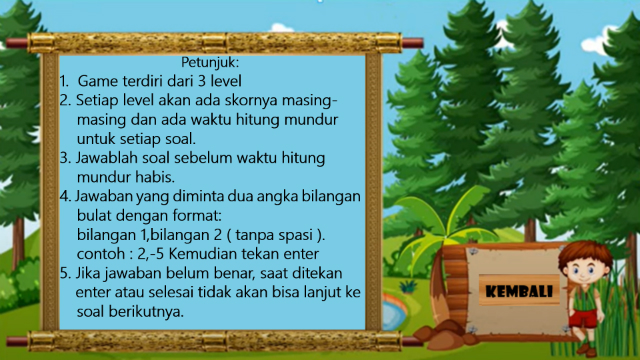 Petunjuk:
1. Game terdiri dari 3 level
2. Setiap level akan ada skornya masing-
masing dan ada waktu hitung mundur
untuk setiap soal.
3. Jawablah soal sebelum waktu hitung
mundur habis.
4. Jawaban yang diminta dua angka bilangan
bulat dengan format:
bilangan 1,bilangan 2 ( tanpa spasi ).
contoh : 2,-5 Kemudian tekan enter
5. Jika jawaban belum benar, saat ditekan
enter atau selesai tidak akan bisa lanjut ke
soal berikutnya.
KEMBALI